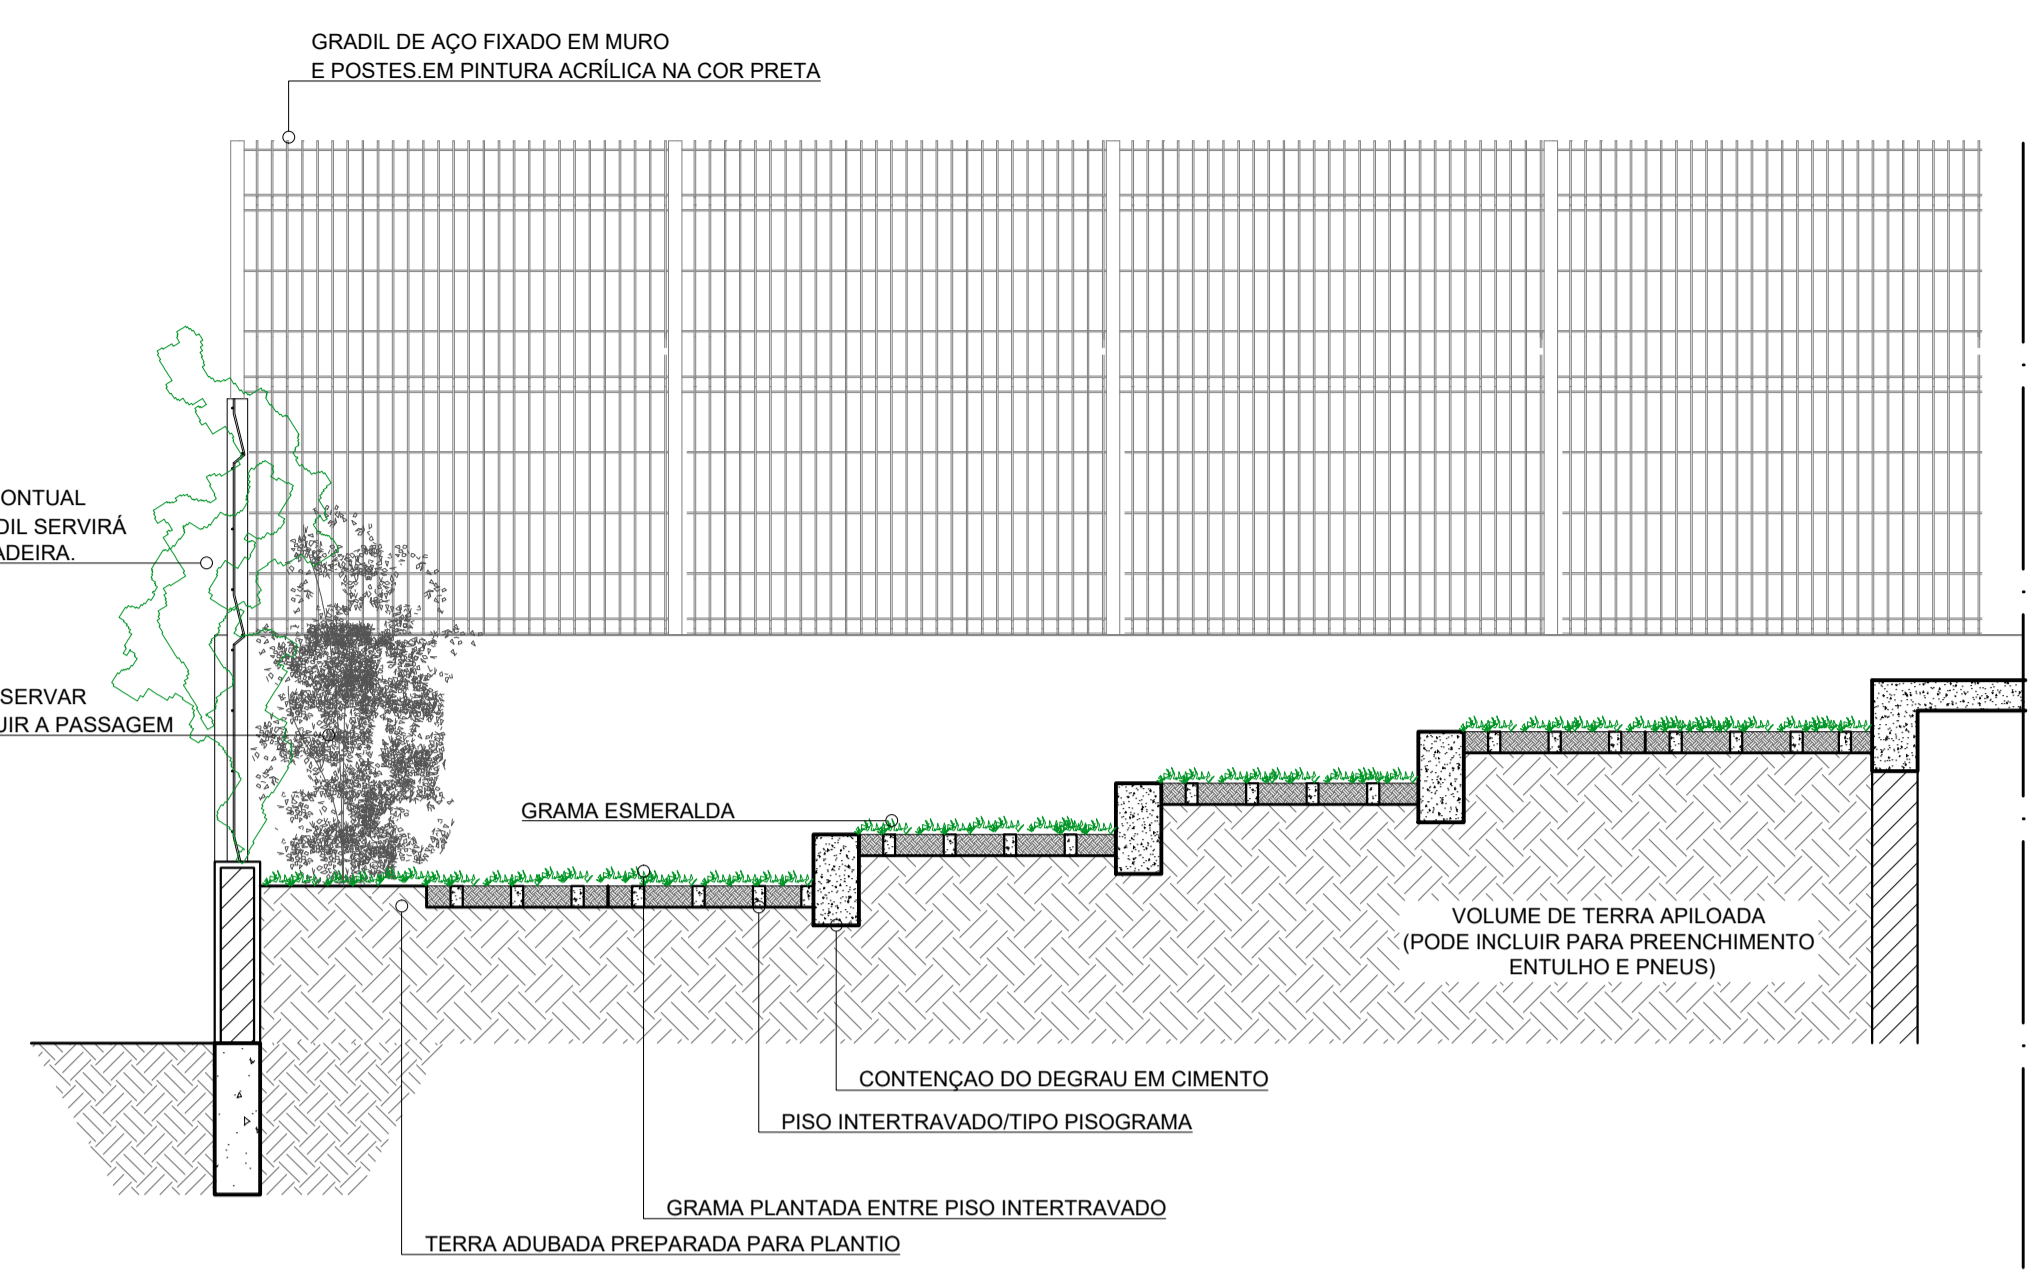 GRADIL DE AÇO FIXADO EM MURO
E POSTES.EM PINTURA ACRÍLICA NA COR PRETA
ONTUAL
DIL SERVIRÁ
ADEIRA.
SERVAR
UIR A PASSAGEM
GRAMA ESMERALDA
VOLUME DE TERRA APILOADA
(PODE INCLUIR PARA PREENCHIMENTO
ENTULHO E PNEUS)
CONTENÇAO DO DEGRAU EM CIMENTO
PISO INTERTRAVADO/TIPO PISOGRAMA
GRAMA PLANTADA ENTRE PISO INTERTRAVADO
TERRA ADUBADA PREPARADA PARA PLANTIO